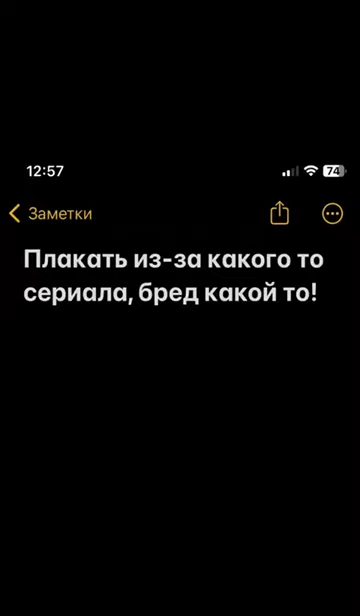 12:57
74
Заметки
Плакать из-за какого то
сериала, бред какой то!